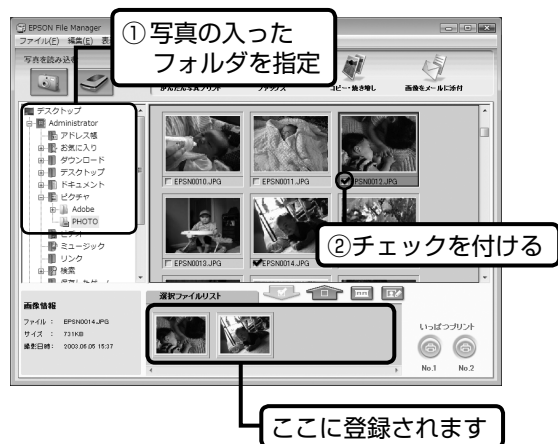 EPSON File Manager
ファイル(F) 編集(E) 表
写真を読み込
①写真の入った
フォルダを指定
かんたん写真プリント
コピー・焼き増し
画像をメールに添付
デスクトップ
Administrator
アドレス帳
お気に入り
ダウンロード
デスクトップ
ドキュメント
ピクチャ
Adobe
PHOTO
ビデオ
ミュージック
リンク
検索
EPSN0010.JPG
EPSN0011.JPG
EPSN0012.JPG
②チェックを付ける
EPSN0013.JPG
EPSN0014.JPG
画像情報
ファイル : EPSN0014.JPG
サイズ : 731KB
撮影日時: 2003.05.05 15:37
選択ファイルリスト
いっぱつプリント
No.1
No.2
ここに登録されます